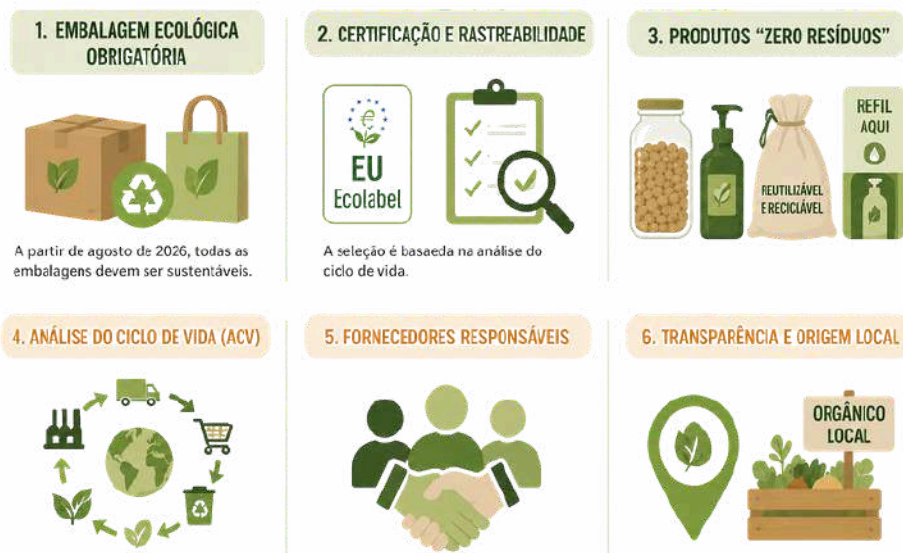 1. EMBALAGEM ECOLÓGICA
OBRIGATÓRIA
A partir de agosto de 2026, todas as
embalagens devem ser sustentáveis.
2. CERTIFICAÇÃO E RASTREABILIDADE
EU
Ecolabel
A seleção é basaeda na análise do
ciclo de vida.
3. PRODUTOS “ZERO RESÍDUOS”
REUTILIZÁVEL
E RECICLÁVEL
REFIL
AQUI
4. ANÁLISE DO CICLO DE VIDA (ACV)
5. FORNECEDORES RESPONSÁVEIS
6. TRANSPARÊNCIA E ORIGEM LOCAL
ORGÂNICO
LOCAL